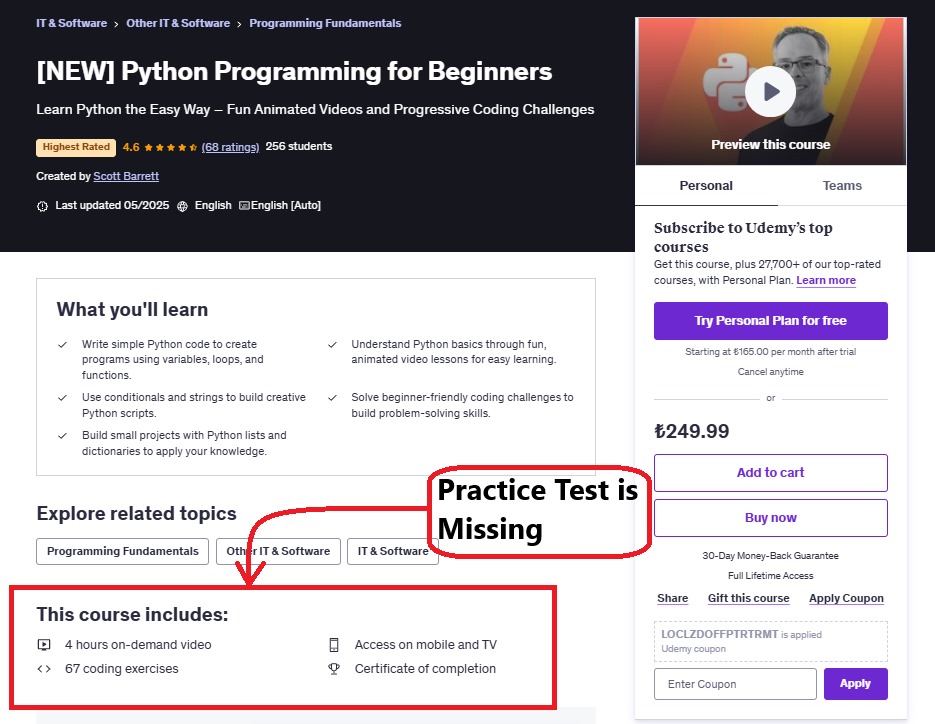 IT & Software › Other IT & Software › Programming Fundamentals
[NEW] Python Programming for Beginners
Learn Python the Easy Way – Fun Animated Videos and Progressive Coding Challenges
Highest Rated 4.6 (68 ratings) 256 students
Created by Scott Barrett
Last updated 05/2025 English English [Auto]
Preview this course
Personal Teams
Subscribe to Udemy’s top
courses
Get this course, plus 27,700+ of our top-rated
courses, with Personal Plan. Learn more
Try Personal Plan for free
Starting at ₺165.00 per month after trial
Cancel anytime
or
₺249.99
Add to cart
Buy now
30-Day Money-Back Guarantee
Full Lifetime Access
Share Gift this course Apply Coupon
LOCLZDOFFPTRTRMT is applied
Udemy coupon
Enter Coupon Apply
What you'll learn
Write simple Python code to create
programs using variables, loops, and
functions.
Understand Python basics through fun,
animated video lessons for easy learning.
Use conditionals and strings to build creative
Python scripts.
Solve beginner-friendly coding challenges to
build problem-solving skills.
Build small projects with Python lists and
dictionaries to apply your knowledge.
Practice Test is
Missing
Explore related topics
Programming Fundamentals Other IT & Software IT & Software
This course includes:
4 hours on-demand video Access on mobile and TV
67 coding exercises Certificate of completion